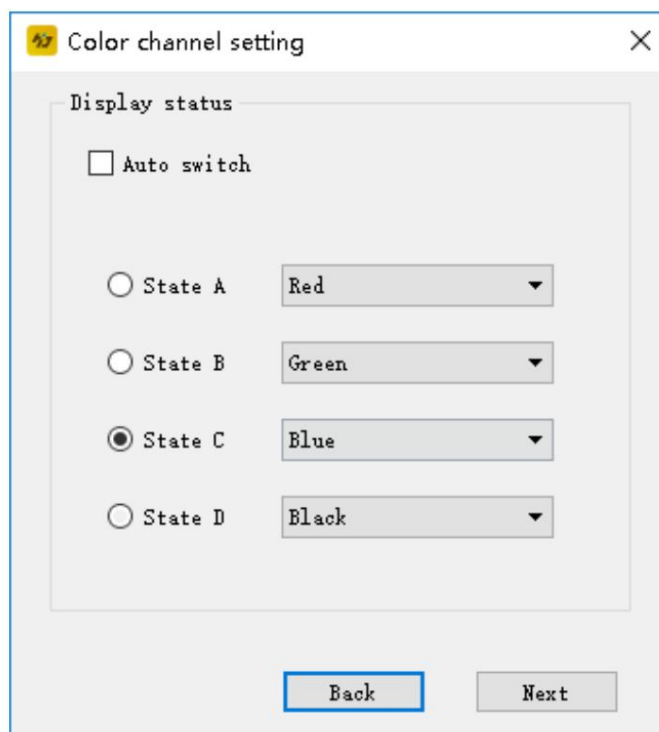 Color channel setting
Display status
Auto switch
State A Red
State B Green
State C Blue
State D Black
Back Next